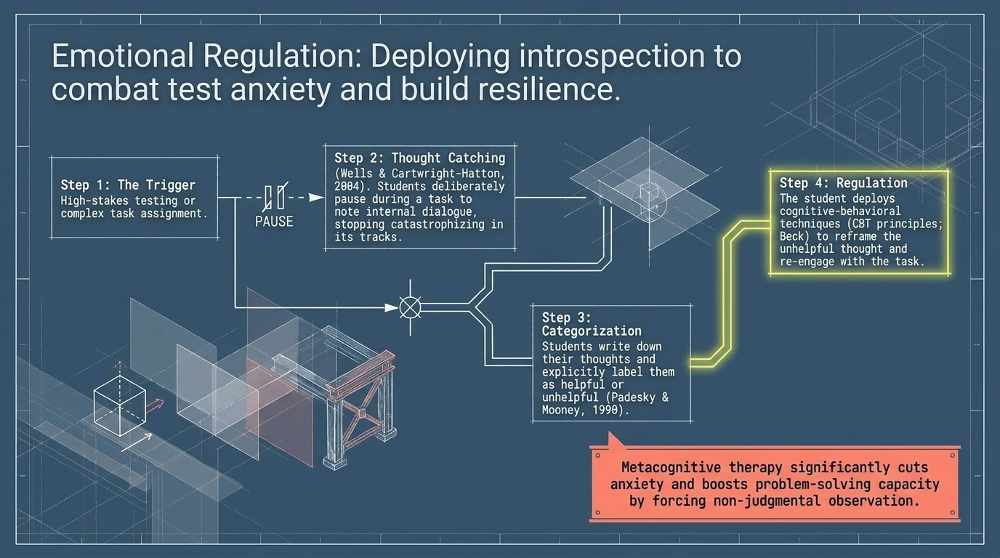 Emotional Regulation: Deploying introspection to
combat test anxiety and build resilience.
Step 1: The Trigger
High-stakes testing or
complex task assignment.
PAUSE
Step 2: Thought Catching
(Wells & Cartwright-Hatton,
2004). Students deliberately
pause during a task to
note internal dialogue,
stopping catastrophizing in
its tracks.
Step 3:
Categorization
Students write down
their thoughts and
explicitly label them
as helpful or
unhelpful (Padesky &
Mooney, 1990).
Step 4: Regulation
The student deploys
cognitive-behavioral
techniques (CBT principles;
Beck) to reframe the
unhelpful thought and
re-engage with the task.
Metacognitive therapy significantly cuts
anxiety and boosts problem-solving capacity
by forcing non-judgmental observation.